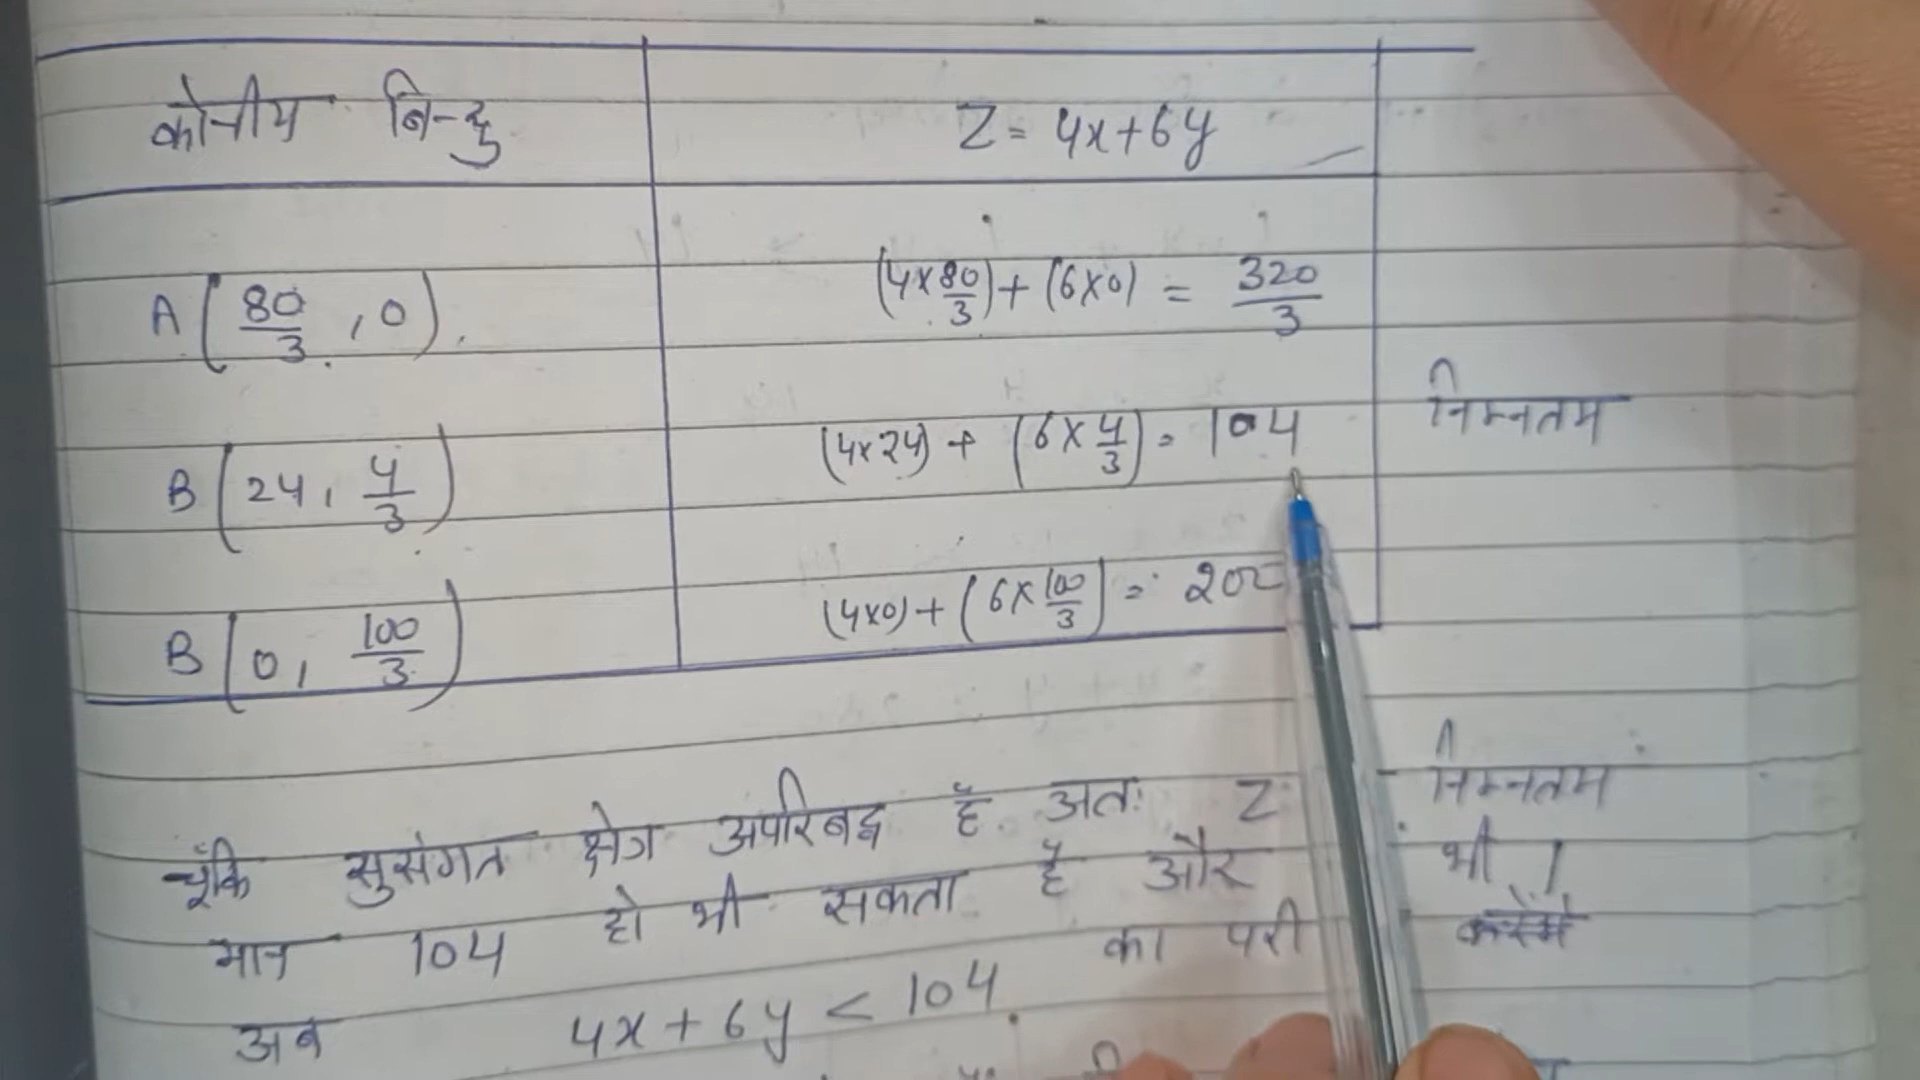 कोनीय बिन्दु Z = 4x+6y
A (80/3, 0) (4×80/3)+(6×0) = 320/3
B (24, 4/3) (4×24) + (6×4/3) = 104 निम्नतम
B (0, 100/3) (4×0)+(6×100/3) = 200
चूँकि सुसंगत क्षेत्र अपरिबद्ध है अतः Z निम्नतम
मान 104 हो भी सकता है और भी।
अब 4x+6y < 104 का परी